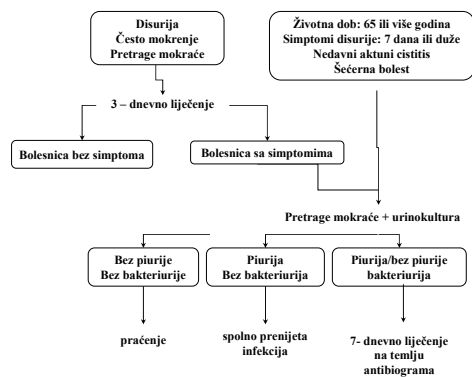 Disurija
Često mokrenje
Pretrage mokraće
Životna dob: 65 ili više godina
Simptomi disurije: 7 dana ili duže
Nedavni aktuni cistitis
Šećerna bolest
3 – dnevno liječenje
Bolesnica bez simptoma
Bolesnica sa simptomima
Pretrage mokraće + urinokultura
Bez piurije
Bez bakteriurije
Piurija
Bez bakteriurija
Piurija/bez piurije
bakteriurija
praćenje
spolno prenijeta
infekcija
7- dnevno liječenje
na temlju
antibiograma